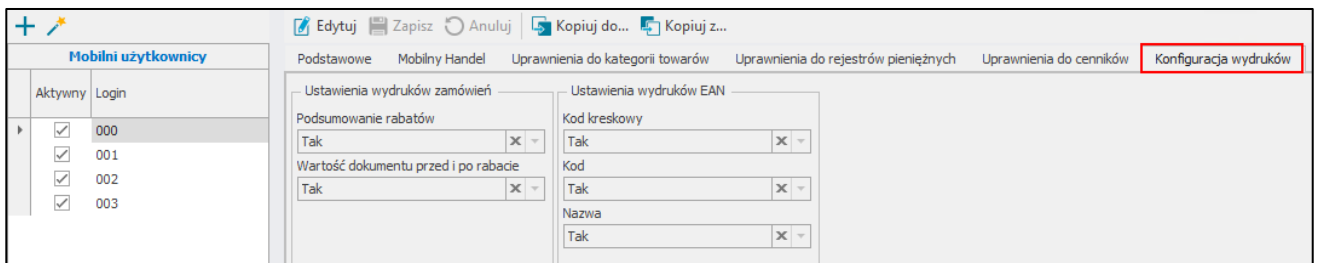 Edytuj Zapisz Anuluj Kopiuj do... Kopiuj z...
Mobilni użytkownicy
Podstawowe Mobilny Handel Uprawnienia do kategorii towarów Uprawnienia do rejestrów pieniężnych Uprawnienia do cenników Konfiguracja wydruków
Aktywny Login
000
001
002
003
Ustawienia wydruków zamówień
Podsumowanie rabatów
Tak
Wartość dokumentu przed i po rabacie
Tak
Ustawienia wydruków EAN
Kod kreskowy
Tak
Kod
Tak
Nazwa
Tak